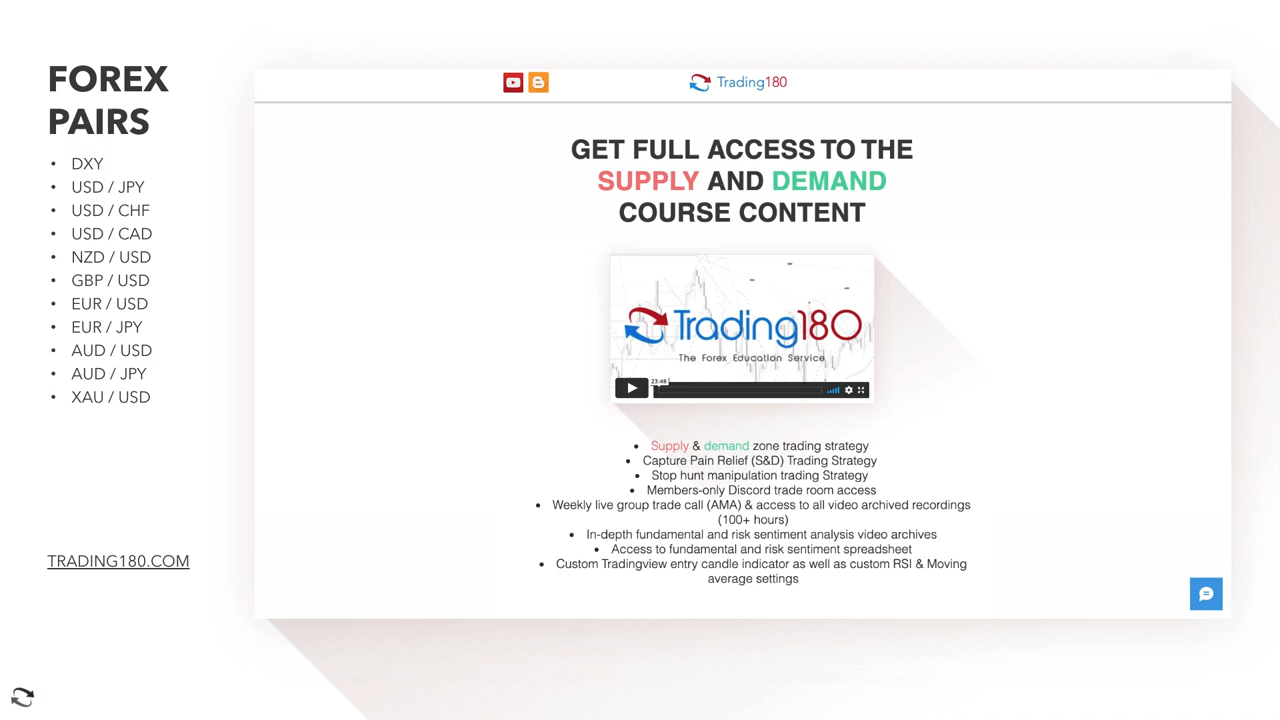 FOREX
PAIRS
• DXY
• USD / JPY
• USD / CHF
• USD / CAD
• NZD / USD
• GBP / USD
• EUR / USD
• EUR / JPY
• AUD / USD
• AUD / JPY
• XAU / USD
TRADING180.COM
Trading180
GET FULL ACCESS TO THE
SUPPLY AND DEMAND
COURSE CONTENT
Trading180
The Forex Education Service
23:48
• Supply & demand zone trading strategy
• Capture Pain Relief (S&D) Trading Strategy
• Stop hunt manipulation trading Strategy
• Members-only Discord trade room access
• Weekly live group trade call (AMA) & access to all video archived recordings
(100+ hours)
• In-depth fundamental and risk sentiment analysis video archives
• Access to fundamental and risk sentiment spreadsheet
• Custom Tradingview entry candle indicator as well as custom RSI & Moving
average settings